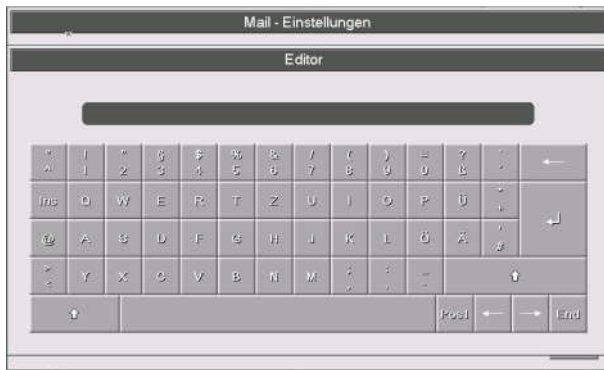 Mail - Einstellungen
Editor
° ! " § $ % & / ( ) = ? `
^ 1 2 3 4 5 6 7 8 9 0 ß ´ ←
Ins Q W E R T Z U I O P Ü * +
@ A S D F G H J K L Ö Ä ' #
> < Y X C V B N M ; , : . _ -
Pos1 ← → End